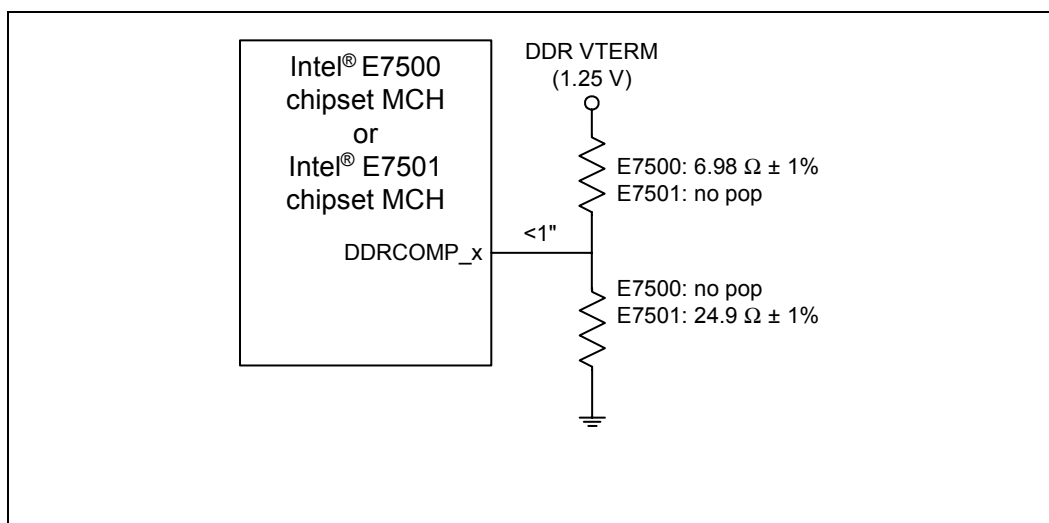 Intel® E7500
chipset MCH
or
Intel® E7501
chipset MCH
DDRCOMP_x
<1"
DDR VTERM
(1.25 V)
E7500: 6.98 Ω ± 1%
E7501: no pop
E7500: no pop
E7501: 24.9 Ω ± 1%